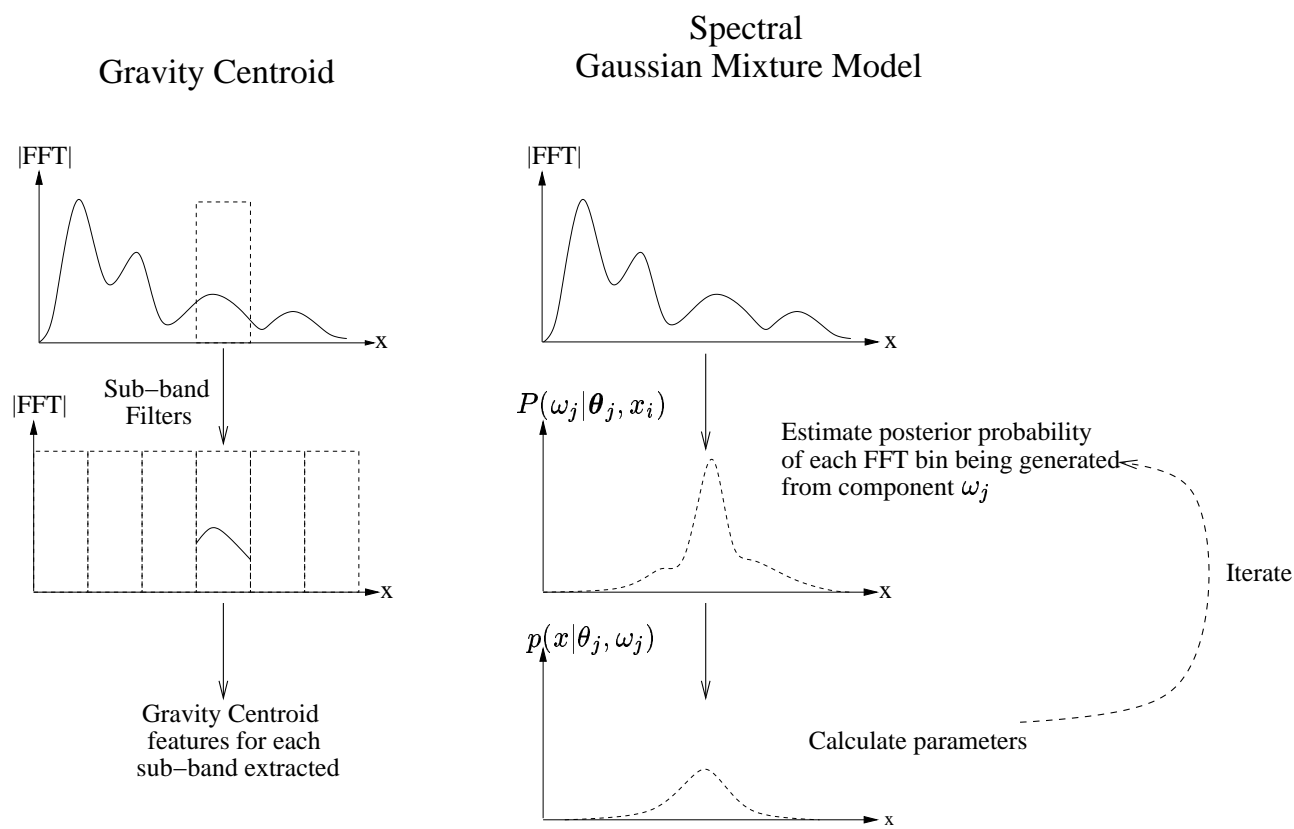 Gravity Centroid
Spectral
Gaussian Mixture Model
|FFT|
x
Sub−band
Filters
|FFT|
x
Gravity Centroid
features for each
sub−band extracted
|FFT|
x
P(ω_j|θ_j, x_i)
x
Estimate posterior probability
of each FFT bin being generated
from component ω_j
Iterate
p(x|θ_j, ω_j)
Calculate parameters
x